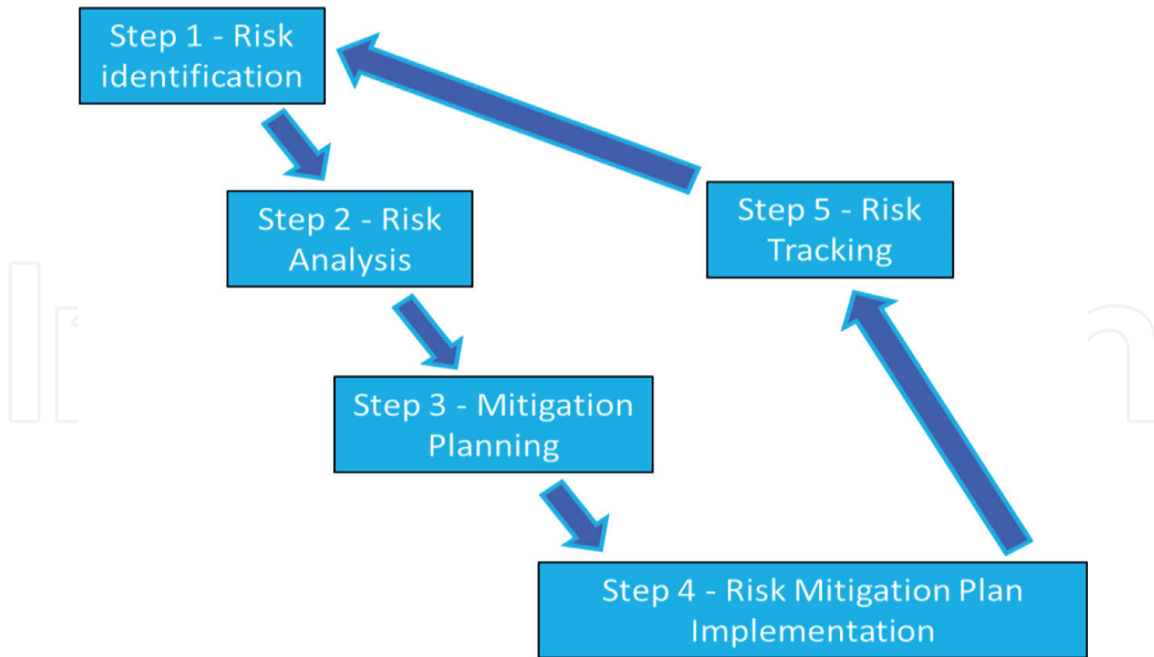 Step 1 - Risk
identification
Step 2 - Risk
Analysis
Step 5 - Risk
Tracking
Step 3 - Mitigation
Planning
Step 4 - Risk Mitigation Plan
Implementation